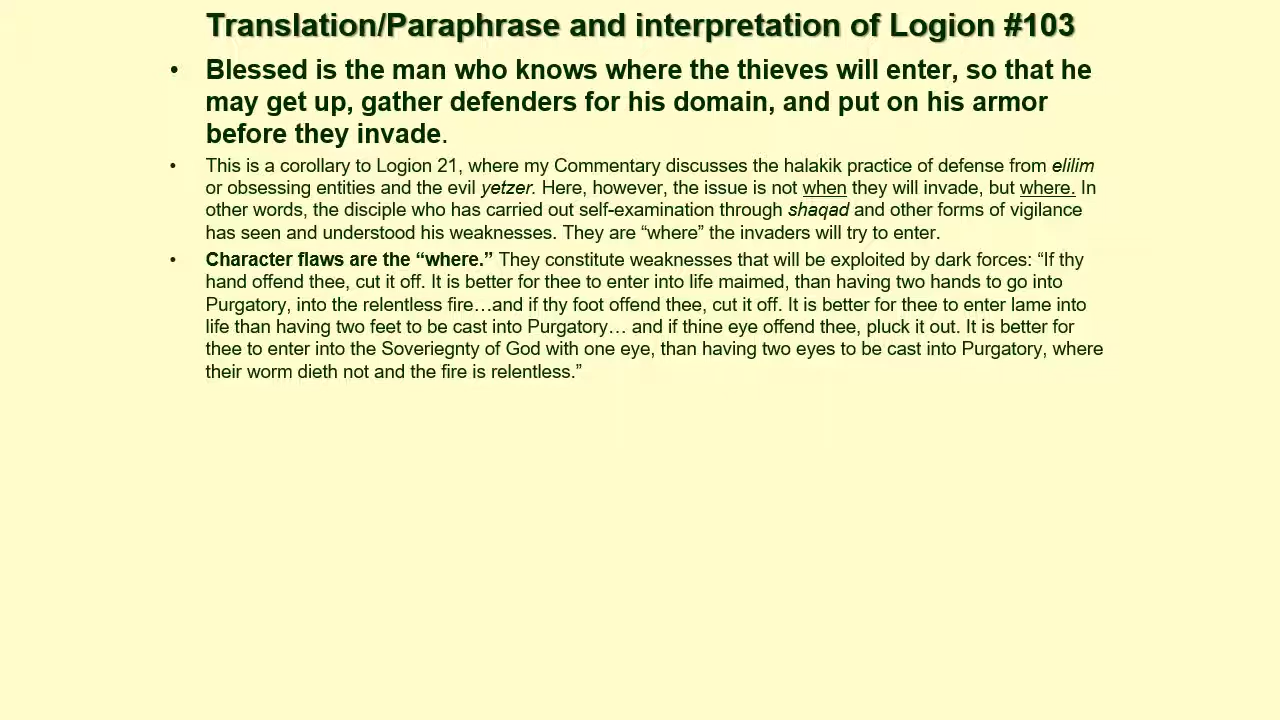 Translation/Paraphrase and interpretation of Logion #103
• Blessed is the man who knows where the thieves will enter, so that he
may get up, gather defenders for his domain, and put on his armor
before they invade.
• This is a corollary to Logion 21, where my Commentary discusses the halakik practice of defense from elilim
or obsessing entities and the evil yetzer. Here, however, the issue is not when they will invade, but where. In
other words, the disciple who has carried out self-examination through shaqad and other forms of vigilance
has seen and understood his weaknesses. They are “where” the invaders will try to enter.
• Character flaws are the “where.” They constitute weaknesses that will be exploited by dark forces: “If thy
hand offend thee, cut it off. It is better for thee to enter into life maimed, than having two hands to go into
Purgatory, into the relentless fire…and if thy foot offend thee, cut it off. It is better for thee to enter lame into
life than having two feet to be cast into Purgatory… and if thine eye offend thee, pluck it out. It is better for
thee to enter into the Soveriegnty of God with one eye, than having two eyes to be cast into Purgatory, where
their worm dieth not and the fire is relentless.”